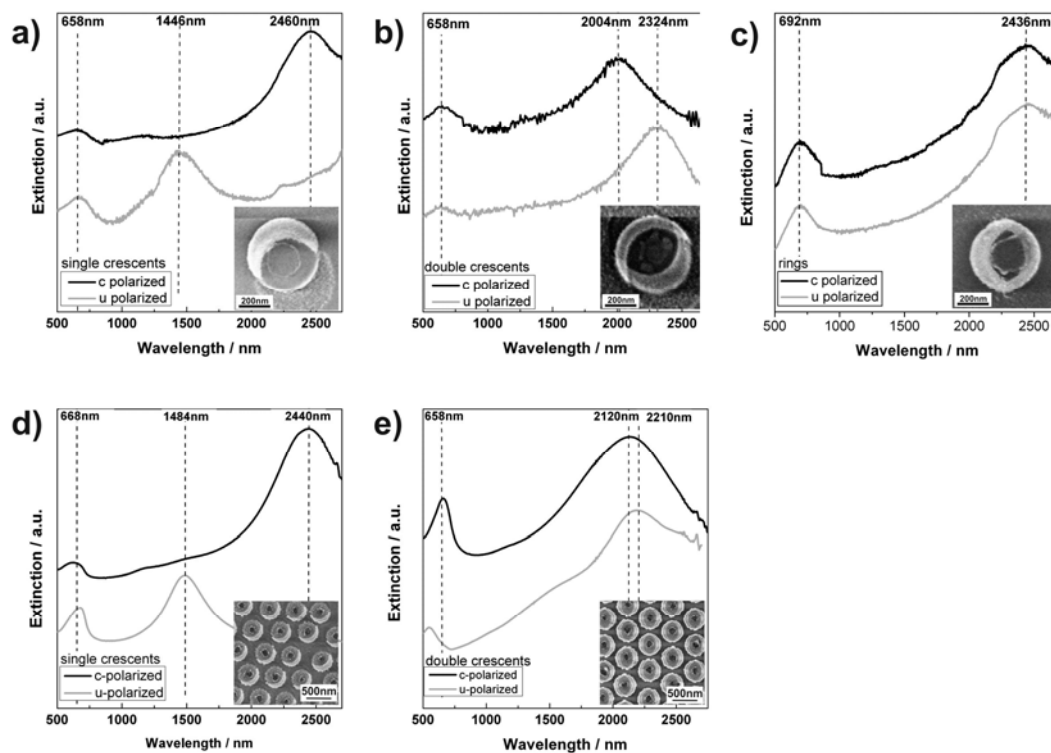 a)
658nm 1446nm 2460nm
Extinction / a.u.
single crescents
c polarized
u polarized
200nm
500 1000 1500 2000 2500
Wavelength / nm
b)
658nm 2004nm 2324nm
Extinction / a.u.
double crescents
c polarized
u polarized
200nm
500 1000 1500 2000 2500
Wavelength / nm
c)
692nm 2436nm
Extinction / a.u.
rings
c polarized
u polarized
200nm
500 1000 1500 2000 2500
Wavelength / nm
d)
668nm 1484nm 2440nm
Extinction / a.u.
single crescents
c-polarized
u-polarized
500nm
500 1000 1500 2000 2500
Wavelength / nm
e)
658nm 2120nm 2210nm
Extinction / a.u.
double crescents
c-polarized
u-polarized
500nm
500 1000 1500 2000 2500
Wavelength / nm